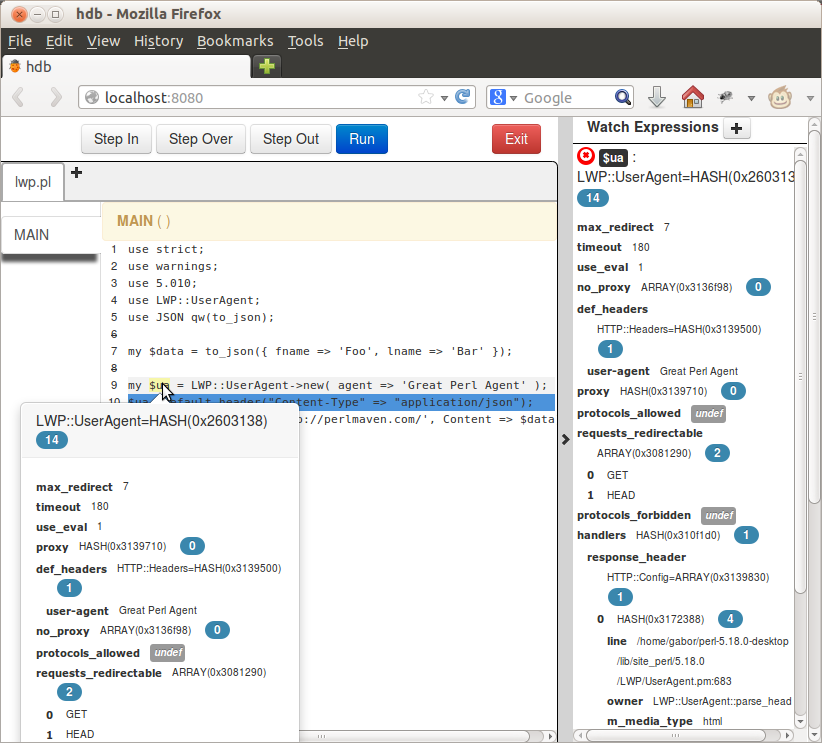 hdb - Mozilla Firefox
File Edit View History Bookmarks Tools Help
hdb
localhost:8080
Google
Step In Step Over Step Out Run Exit
lwp.pl
MAIN
MAIN ( )
1 use strict;
2 use warnings;
3 use 5.010;
4 use LWP::UserAgent;
5 use JSON qw(to_json);
6
7 my $data = to_json({ fname => 'Foo', lname => 'Bar' });
8
9 my $ua = LWP::UserAgent->new( agent => 'Great Perl Agent' );
10 $ua default_header("Content-Type" => "application/json");
p://perlmaven.com/', Content => $data
LWP::UserAgent=HASH(0x2603138)
14
max_redirect 7
timeout 180
use_eval 1
proxy HASH(0x3139710) 0
def_headers HTTP::Headers=HASH(0x3139500)
1
user-agent Great Perl Agent
no_proxy ARRAY(0x3136f98) 0
protocols_allowed undef
requests_redirectable ARRAY(0x3081290)
2
0 GET
1 HEAD
Watch Expressions +
$ua :
LWP::UserAgent=HASH(0x260313
14
max_redirect 7
timeout 180
use_eval 1
no_proxy ARRAY(0x3136f98) 0
def_headers
HTTP::Headers=HASH(0x3139500)
1
user-agent Great Perl Agent
proxy HASH(0x3139710) 0
protocols_allowed undef
requests_redirectable
ARRAY(0x3081290) 2
0 GET
1 HEAD
protocols_forbidden undef
handlers HASH(0x310f1d0) 1
response_header
HTTP::Config=ARRAY(0x3139830)
1
0 HASH(0x3172388) 4
line /home/gabor/perl-5.18.0-desktop
/lib/site_perl/5.18.0
/LWP/UserAgent.pm:683
owner LWP::UserAgent::parse_head
m_media_type html